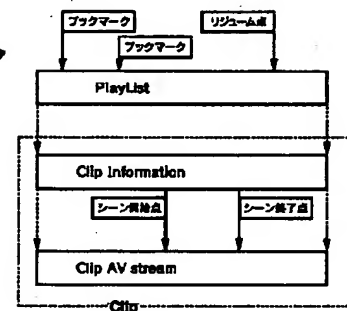 ブックマーク
リジューム点
ブックマーク
PlayList
Clip Information
シーン開始点
シーン終了点
Clip AV stream
Clip